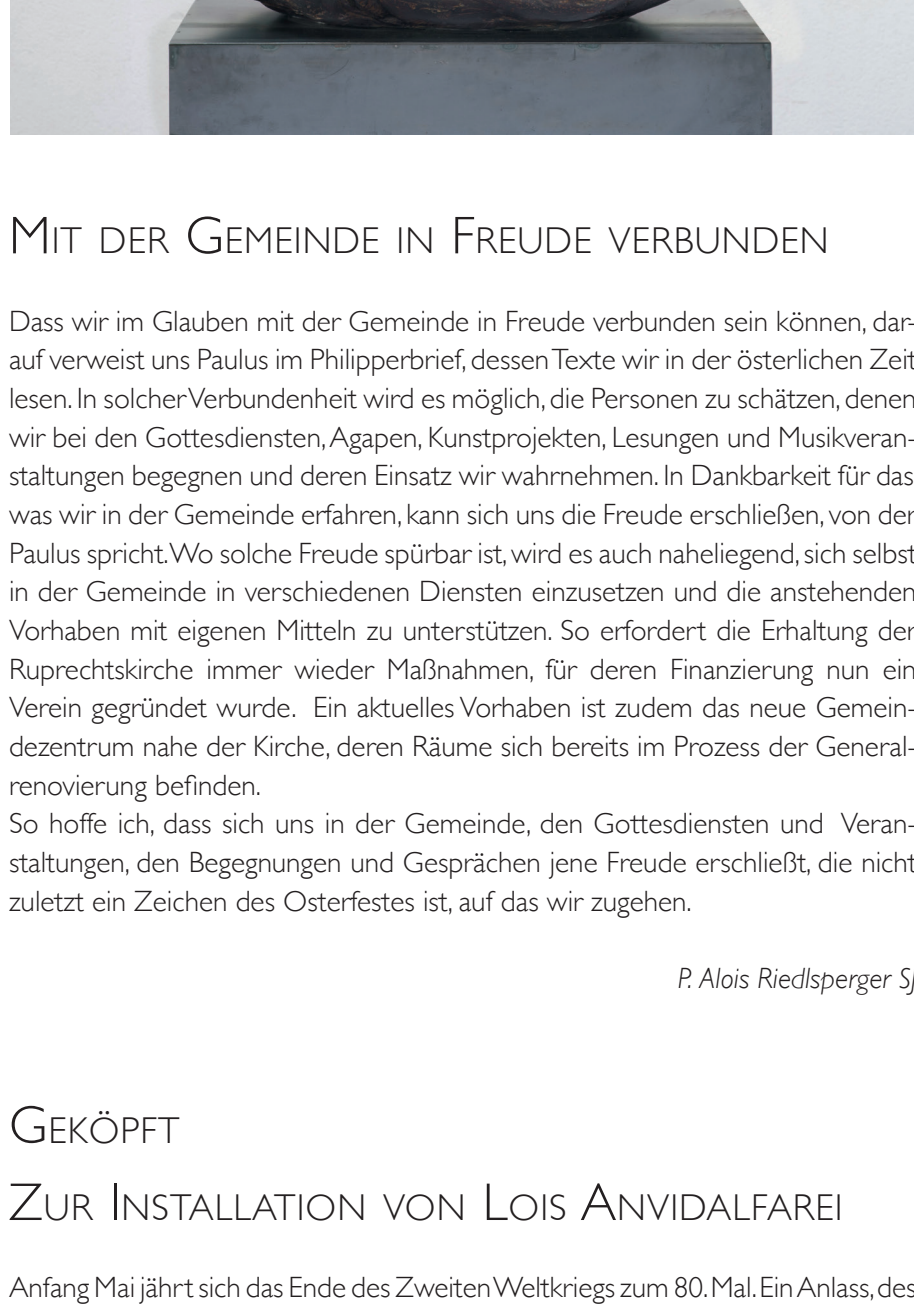 Mit der Gemeinde in Freude verbunden
Dass wir im Glauben mit der Gemeinde in Freude verbunden sein können, dar-
auf verweist uns Paulus im Philipperbrief, dessen Texte wir in der österlichen Zeit
lesen. In solcher Verbundenheit wird es möglich, die Personen zu schätzen, denen
wir bei den Gottesdiensten, Agapen, Kunstprojekten, Lesungen und Musikveran-
staltungen begegnen und deren Einsatz wir wahrnehmen. In Dankbarkeit für das
was wir in der Gemeinde erfahren, kann sich uns die Freude erschließen, von der
Paulus spricht. Wo solche Freude spürbar ist, wird es auch naheliegend, sich selbst
in der Gemeinde in verschiedenen Diensten einzusetzen und die anstehenden
Vorhaben mit eigenen Mitteln zu unterstützen. So erfordert die Erhaltung der
Ruprechtskirche immer wieder Maßnahmen, für deren Finanzierung nun ein
Verein gegründet wurde. Ein aktuelles Vorhaben ist zudem das neue Gemein-
dezentrum nahe der Kirche, deren Räume sich bereits im Prozess der General-
renovierung befinden.
So hoffe ich, dass sich uns in der Gemeinde, den Gottesdiensten und Veran-
staltungen, den Begegnungen und Gesprächen jene Freude erschließt, die nicht
zuletzt ein Zeichen des Osterfestes ist, auf das wir zugehen.
P. Alois Riedlsperger SJ
Geköpft
Zur Installation von Lois Anvidalfarei
Anfang Mai jährt sich das Ende des Zweiten Weltkriegs zum 80. Mal. Ein Anlass, des